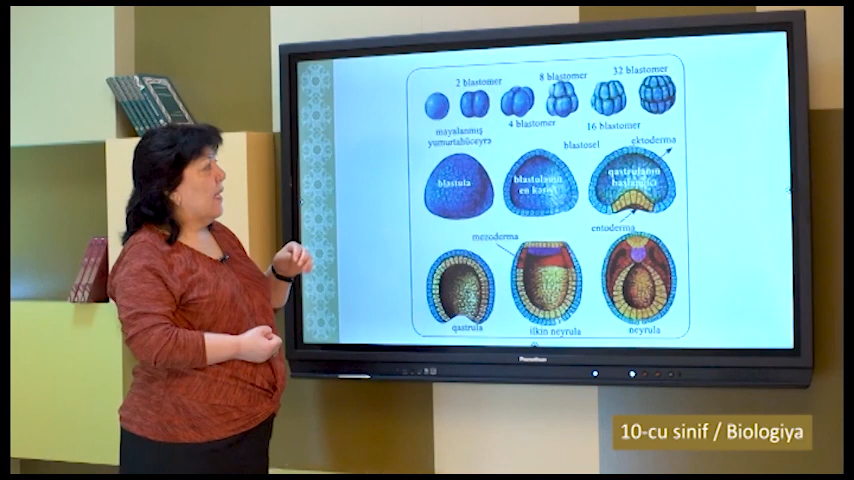 2 blastomer
8 blastomer
32 blastomer
mayalanmış
yumurtahüceyrə
4 blastomer
16 blastomer
blastosel
ektoderma
blastula
blastulanın
en kəsiyi
qastrulanın
başlanğıcı
entoderma
mezoderma
qastrula
ilkin neyrula
neyrula
Promethean
10-cu sinif / Biologiya